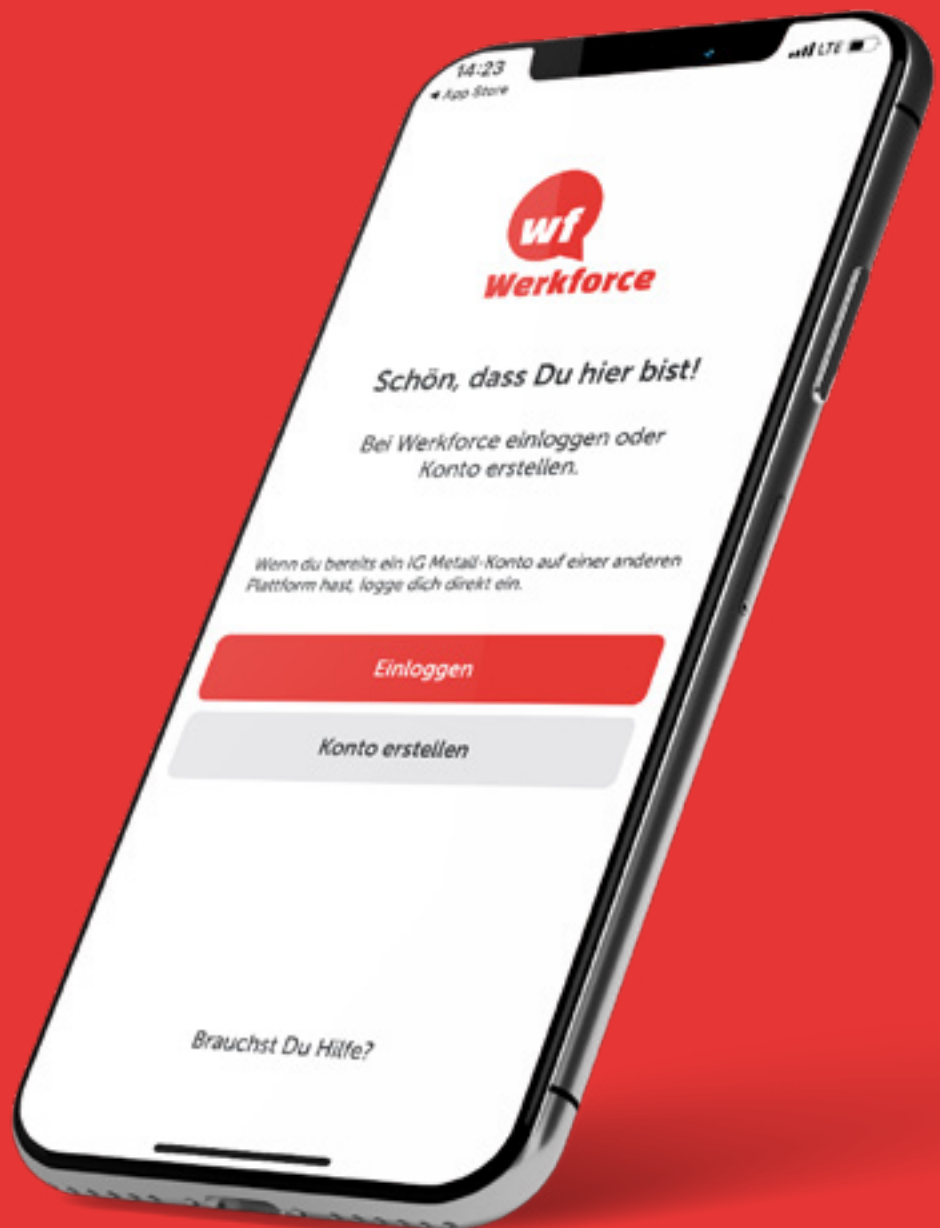 14:23
LTE
◂ App Store
wf
Werkforce
Schön, dass Du hier bist!
Bei Werkforce einloggen oder
Konto erstellen.
Wenn du bereits ein IG Metall-Konto auf einer anderen
Plattform hast, logge dich direkt ein.
Einloggen
Konto erstellen
Brauchst Du Hilfe?